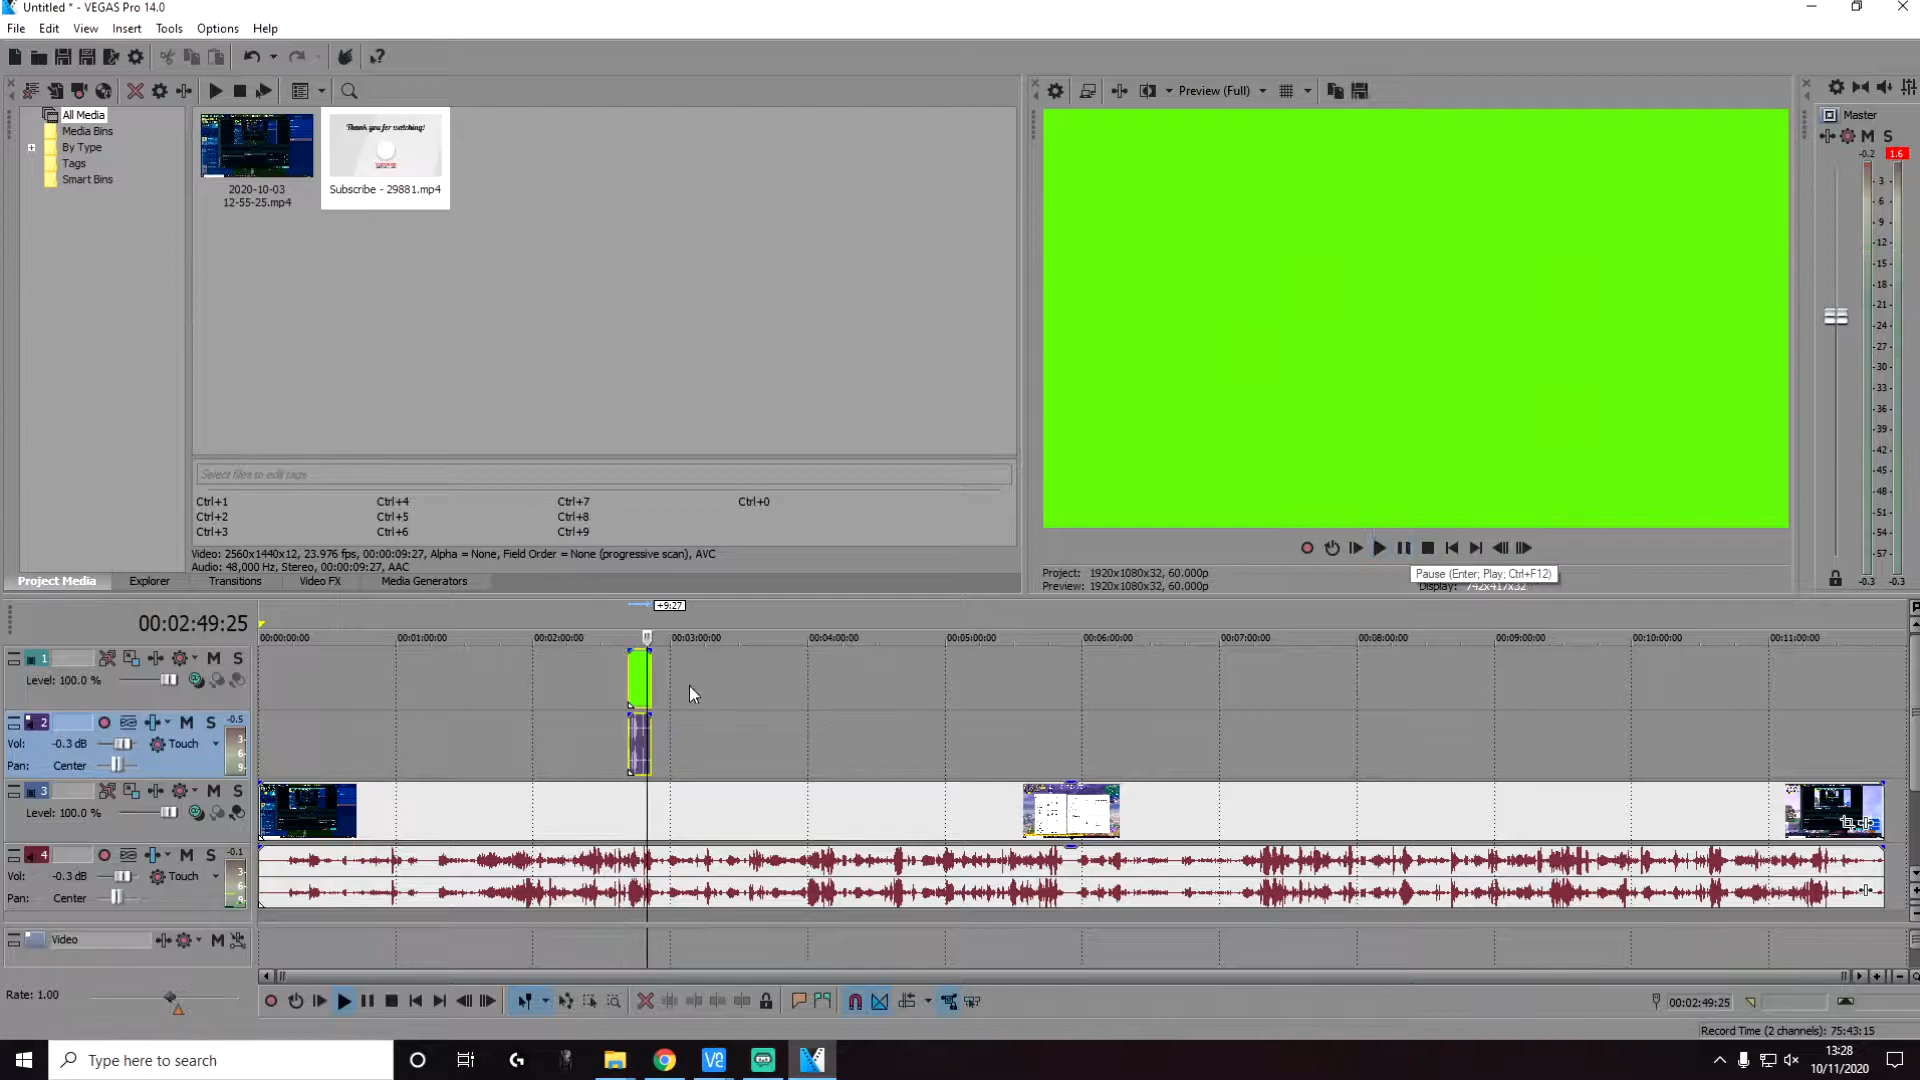 Untitled * - VEGAS Pro 14.0
File Edit View Insert Tools Options Help
Preview (Full)
All Media
Media Bins
By Type
Tags
Smart Bins
Thank you for watching!
2020-10-03
12-55-25.mp4
Subscribe - 29881.mp4
Master
M S
-0.2 1.6
3
6
9
12
15
18
21
24
27
30
33
36
39
42
45
48
51
54
57
-0.3 -0.3
Select files to edit tags
Ctrl+1 Ctrl+4 Ctrl+7 Ctrl+0
Ctrl+2 Ctrl+5 Ctrl+8
Ctrl+3 Ctrl+6 Ctrl+9
Video: 2560x1440x12, 23.976 fps, 00:00:09:27, Alpha = None, Field Order = None (progressive scan), AVC
Audio: 48,000 Hz, Stereo, 00:00:09:27, AAC
Project Media Explorer Transitions Video FX Media Generators
Project: 1920x1080x32, 60.000p
Preview: 1920x1080x32, 60.000p
Pause (Enter; Play; Ctrl+F12)
Display: 742x417x32
00:02:49:25
+9:27
00:00:00:00 00:01:00:00 00:02:00:00 00:03:00:00 00:04:00:00 00:05:00:00 00:06:00:00 00:07:00:00 00:08:00:00 00:09:00:00 00:10:00:00 00:11:00:00
1 M S
Level: 100.0 %
2 M S -0.5
Vol: -0.3 dB Touch 3
6
Pan: Center 9
3 M S
Level: 100.0 %
4 M S -0.1
Vol: -0.3 dB Touch 3
6
Pan: Center 9
Video M
Rate: 1.00
00:02:49:25
Record Time (2 channels): 75:43:15
Type here to search
13:28
10/11/2020